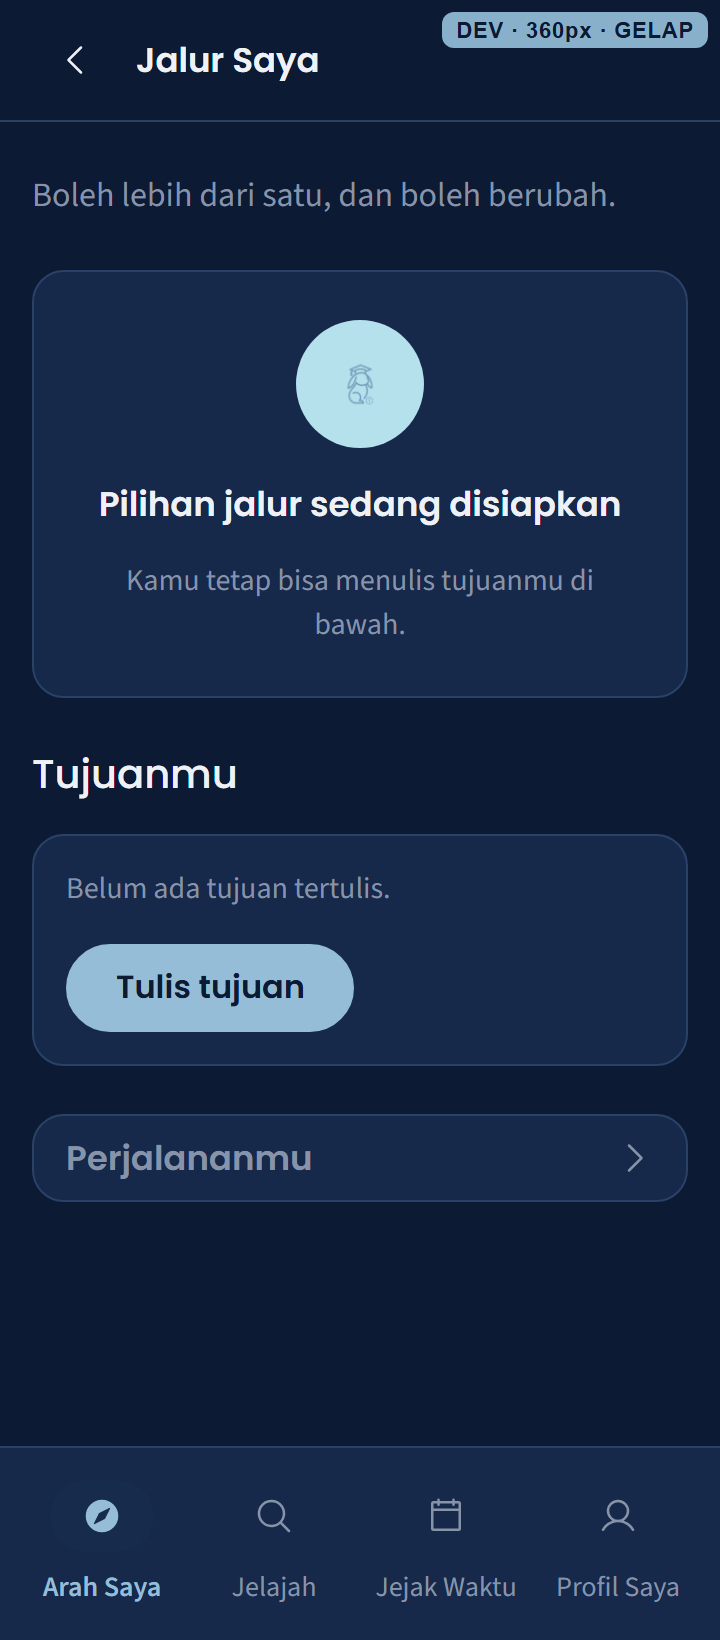 DEV · 360px · GELAP
Jalur Saya
Boleh lebih dari satu, dan boleh berubah.
Pilihan jalur sedang disiapkan
Kamu tetap bisa menulis tujuanmu di
bawah.
Tujuanmu
Belum ada tujuan tertulis.
Tulis tujuan
Perjalananmu
Arah Saya
Jelajah
Jejak Waktu
Profil Saya